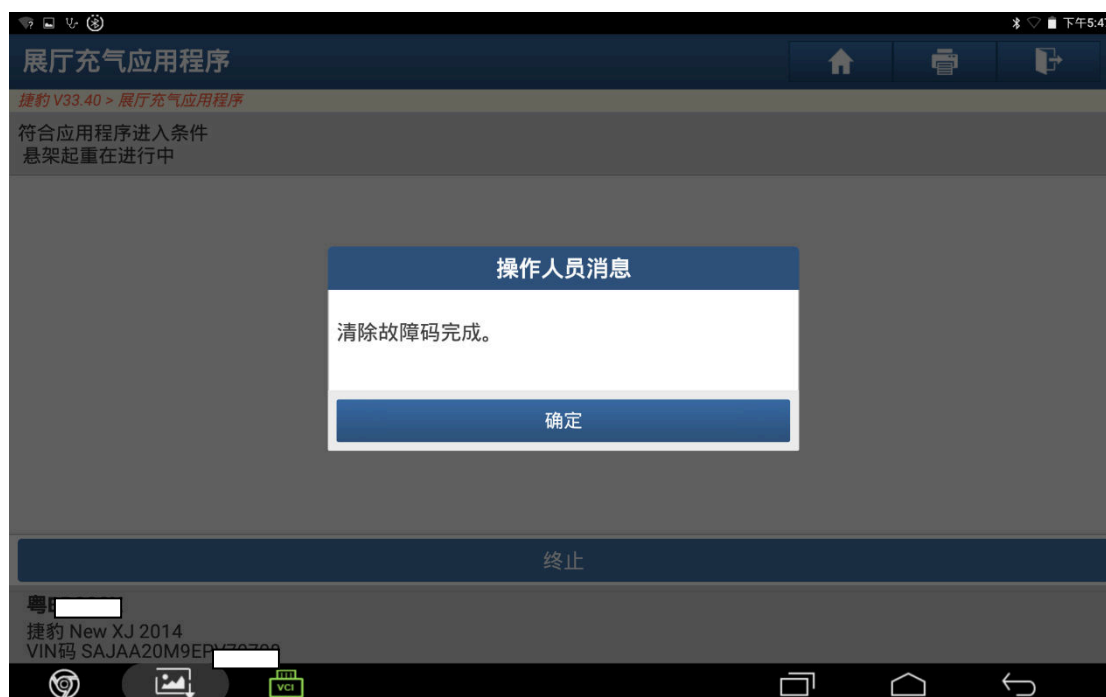 下午5:4
展厅充气应用程序
捷豹 V33.40 > 展厅充气应用程序
符合应用程序进入条件
悬架起重在进行中
操作人员消息
清除故障码完成。
确定
终止
粤
捷豹 New XJ 2014
VIN码 SAJAA20M9EP
VCI